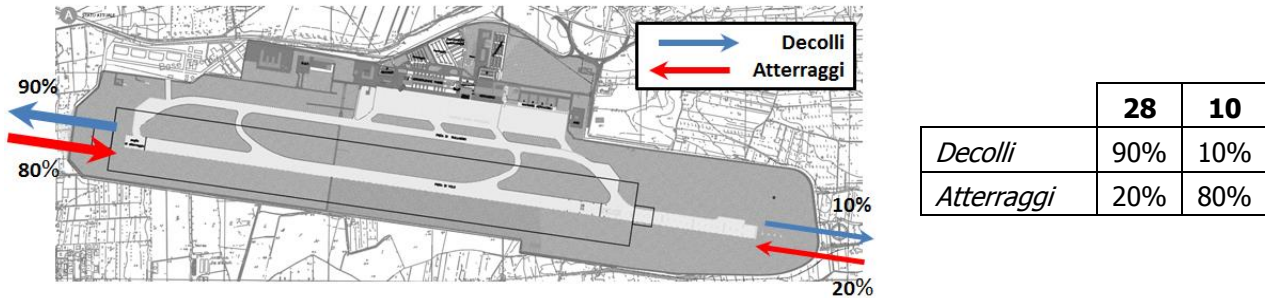 Decolli
Atterraggi
90%
80%
10%
20%
28 10
Decolli 90% 10%
Atterraggi 20% 80%